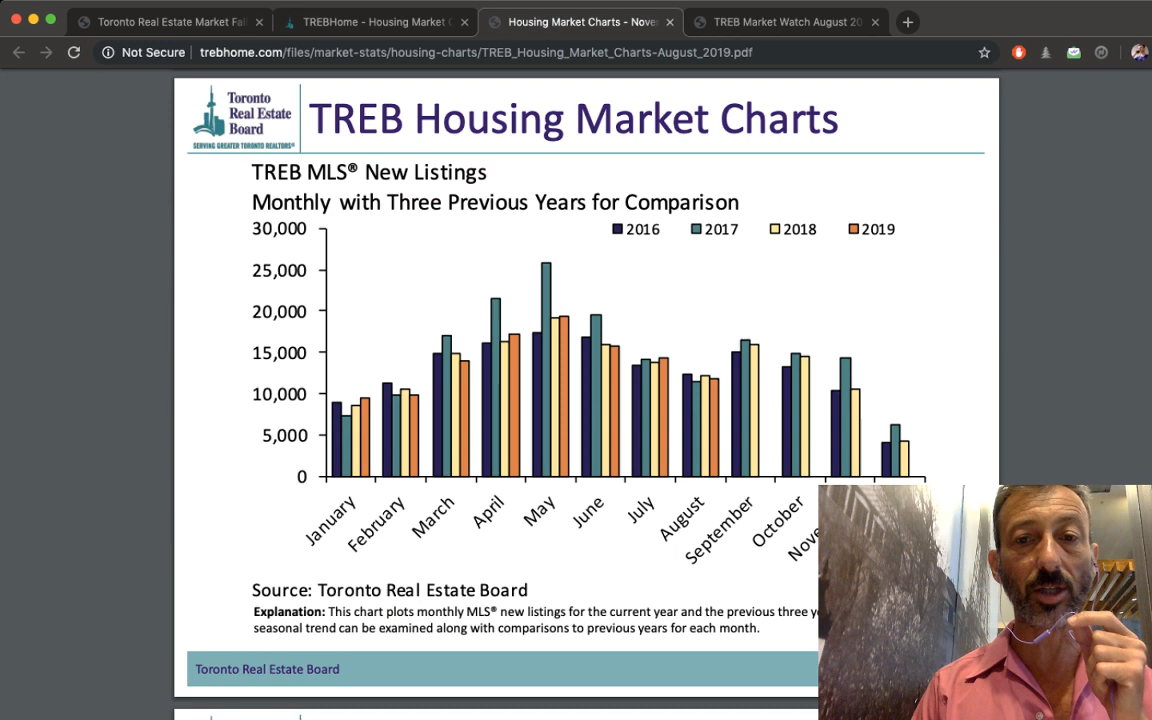 Toronto Real Estate Market Fal
TREBHome - Housing Market C
Housing Market Charts - Nove
TREB Market Watch August 20
Not Secure
trebhome.com/files/market-stats/housing-charts/TREB_Housing_Market_Charts-August_2019.pdf
Toronto
Real Estate
Board
SERVING GREATER TORONTO REALTORS®
TREB Housing Market Charts
TREB MLS® New Listings
Monthly with Three Previous Years for Comparison
2016 2017 2018 2019
30,000
25,000
20,000
15,000
10,000
5,000
0
January February March April May June July August September October Nove
Source: Toronto Real Estate Board
Explanation: This chart plots monthly MLS® new listings for the current year and the previous three ye
seasonal trend can be examined along with comparisons to previous years for each month.
Toronto Real Estate Board